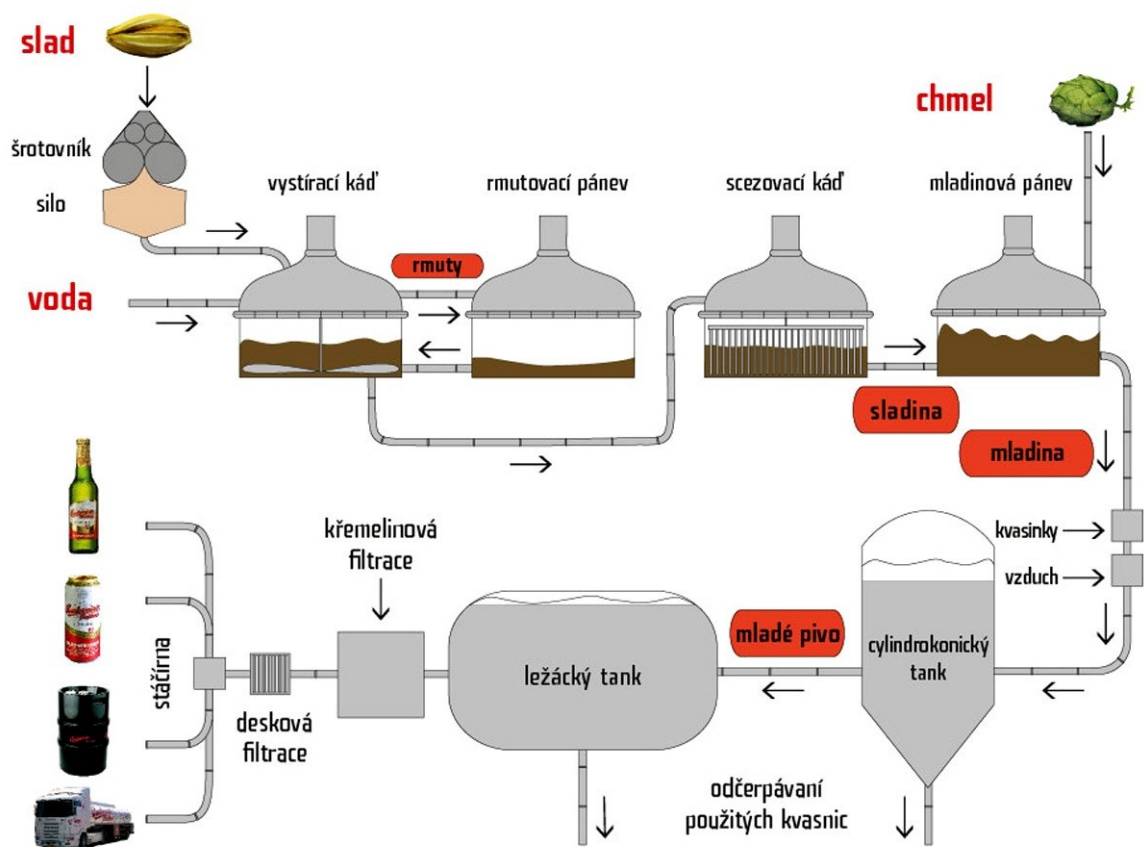 slad
chmel
šrotovník
silo
vystírací káď
rmutovací pánev
scezovací káď
mladinová pánev
voda
rmuty
sladina
mladina
kvasinky
vzduch
křemelinová
filtrace
mladé pivo
cylindrokonický
tank
ležácký tank
stáčírna
desková
filtrace
odčerpávaní
použitých kvasnic